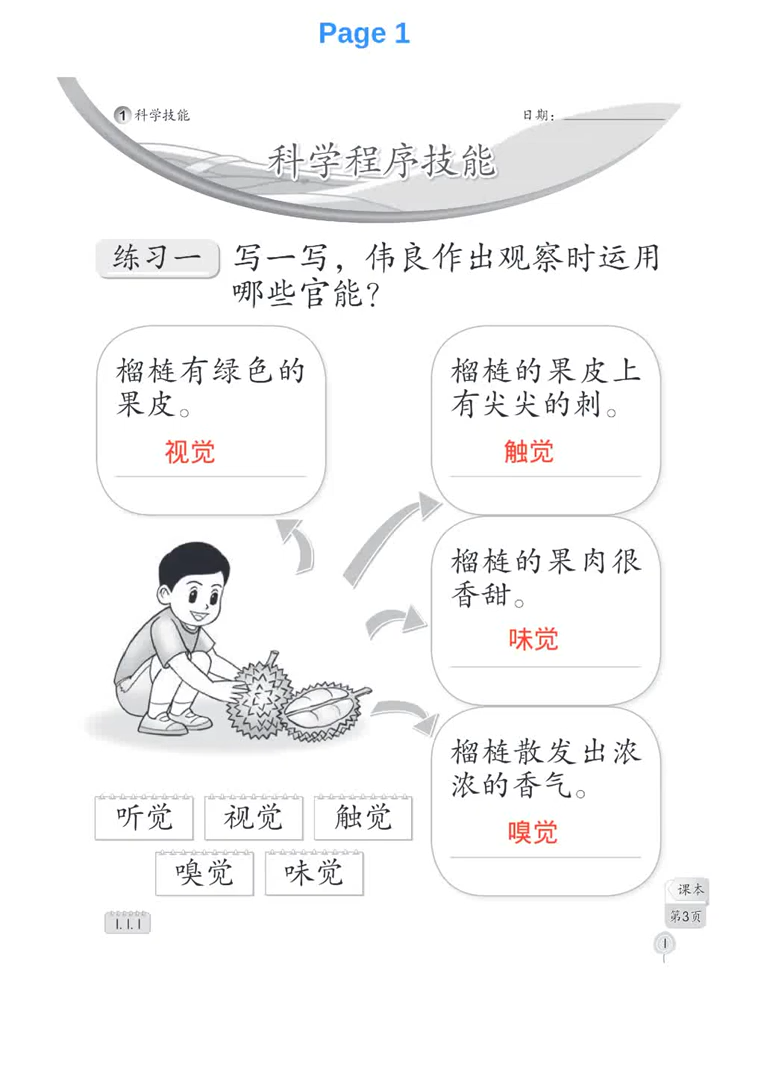 Page 1
1 科学技能
日期：
科学程序技能
练习一 写一写，伟良作出观察时运用
哪些官能？
榴梿有绿色的
果皮。
视觉
榴梿的果皮上
有尖尖的刺。
触觉
榴梿的果肉很
香甜。
味觉
榴梿散发出浓
浓的香气。
嗅觉
听觉 视觉 触觉
嗅觉 味觉
1.1.1
课本
第3页
1